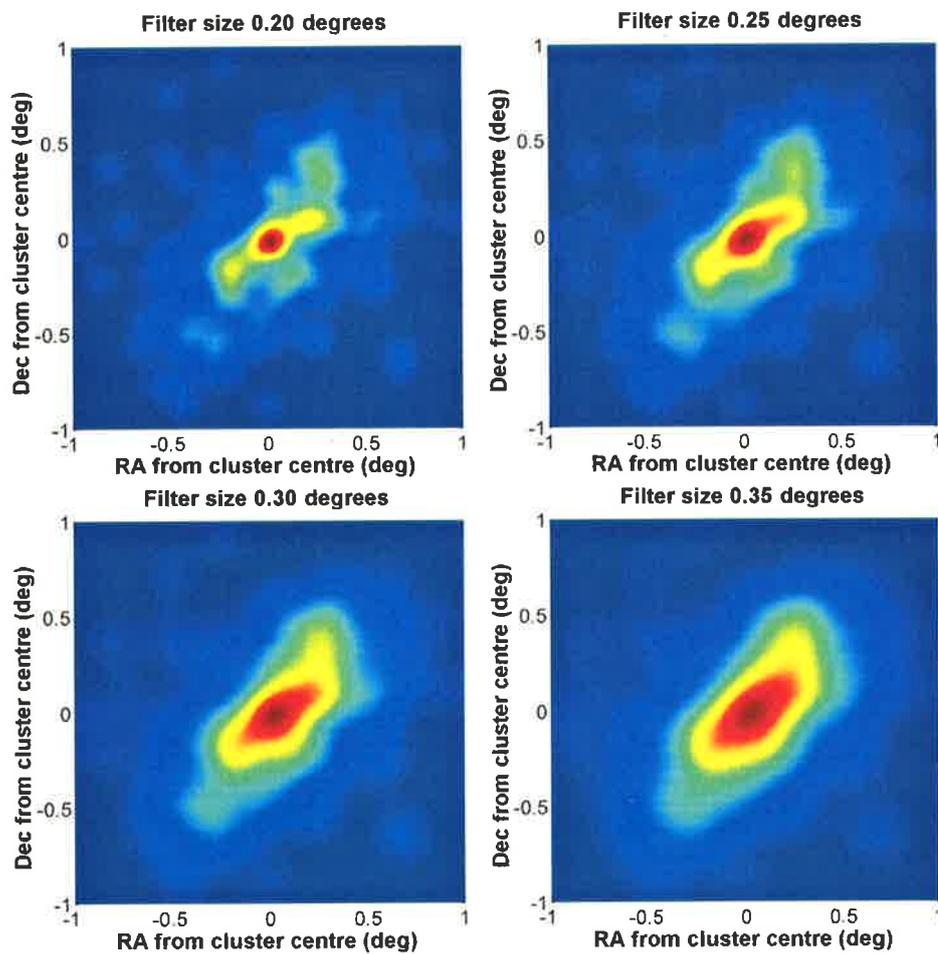 Filter size 0.20 degrees
1
0.5
0
-0.5
-1
Dec from cluster centre (deg)
-1 -0.5 0 0.5 1
RA from cluster centre (deg)
Filter size 0.25 degrees
1
0.5
0
-0.5
-1
Dec from cluster centre (deg)
-1 -0.5 0 0.5 1
RA from cluster centre (deg)
Filter size 0.30 degrees
1
0.5
0
-0.5
-1
Dec from cluster centre (deg)
-1 -0.5 0 0.5 1
RA from cluster centre (deg)
Filter size 0.35 degrees
1
0.5
0
-0.5
-1
Dec from cluster centre (deg)
-1 -0.5 0 0.5 1
RA from cluster centre (deg)